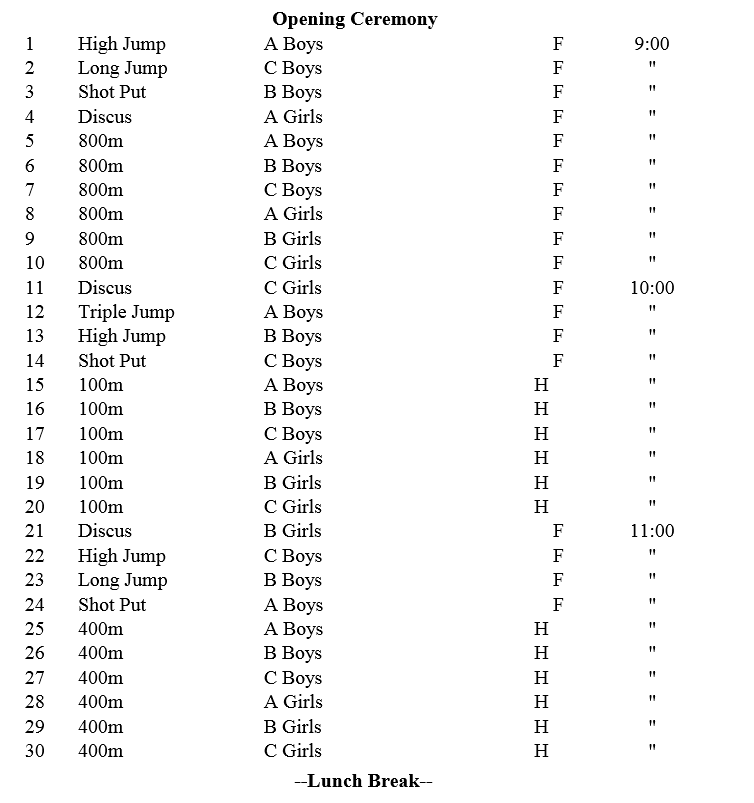 Opening Ceremony
1 High Jump A Boys F 9:00
2 Long Jump C Boys F "
3 Shot Put B Boys F "
4 Discus A Girls F "
5 800m A Boys F "
6 800m B Boys F "
7 800m C Boys F "
8 800m A Girls F "
9 800m B Girls F "
10 800m C Girls F "
11 Discus C Girls F 10:00
12 Triple Jump A Boys F "
13 High Jump B Boys F "
14 Shot Put C Boys F "
15 100m A Boys H "
16 100m B Boys H "
17 100m C Boys H "
18 100m A Girls H "
19 100m B Girls H "
20 100m C Girls H "
21 Discus B Girls F 11:00
22 High Jump C Boys F "
23 Long Jump B Boys F "
24 Shot Put A Boys F "
25 400m A Boys H "
26 400m B Boys H "
27 400m C Boys H "
28 400m A Girls H "
29 400m B Girls H "
30 400m C Girls H "
--Lunch Break--